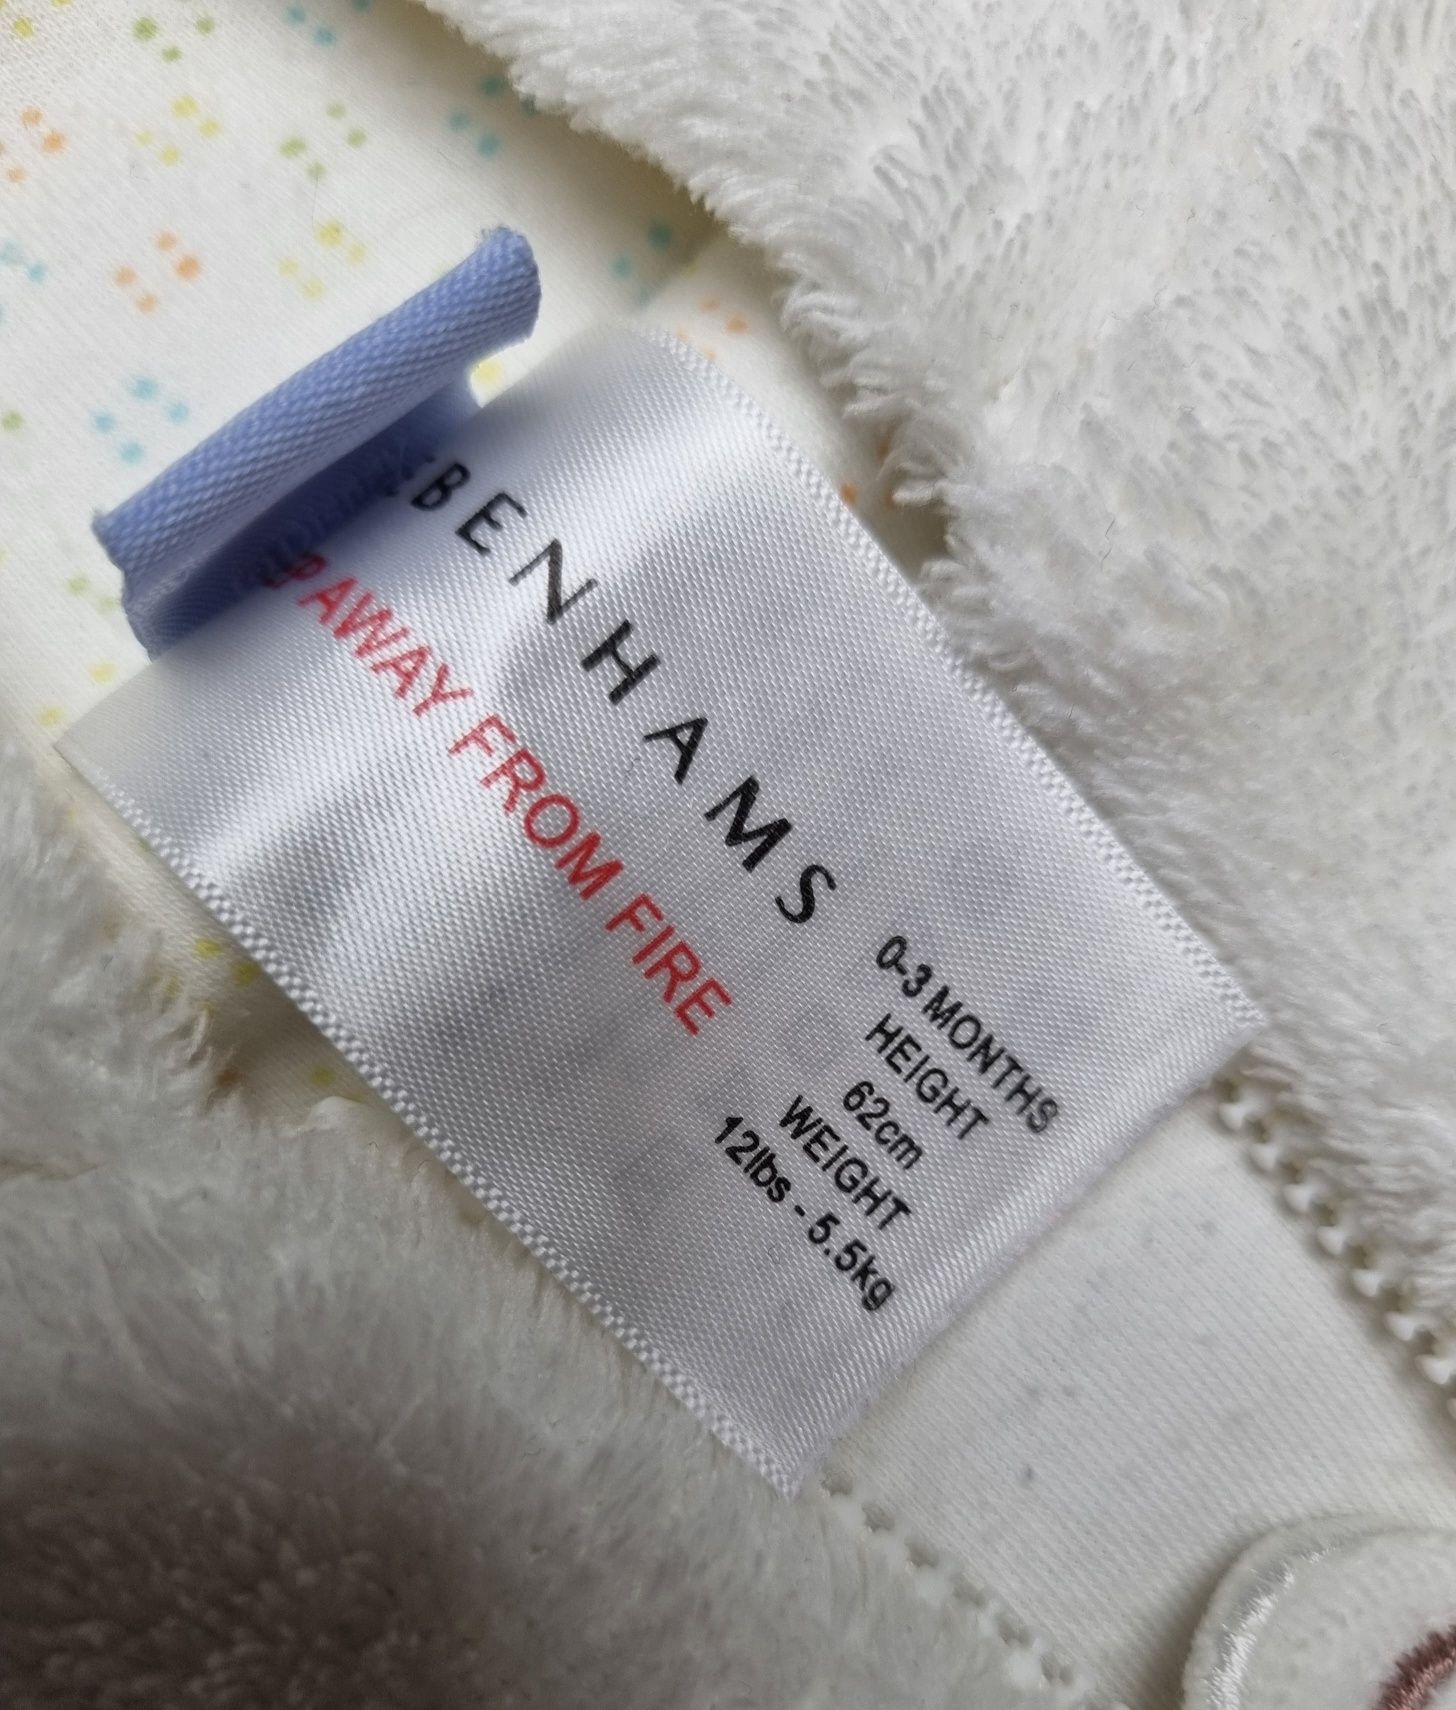 BENHAMS
AWAY FROM FIRE
0-3 MONTHS
HEIGHT
62cm
WEIGHT
12lbs - 5.5kg